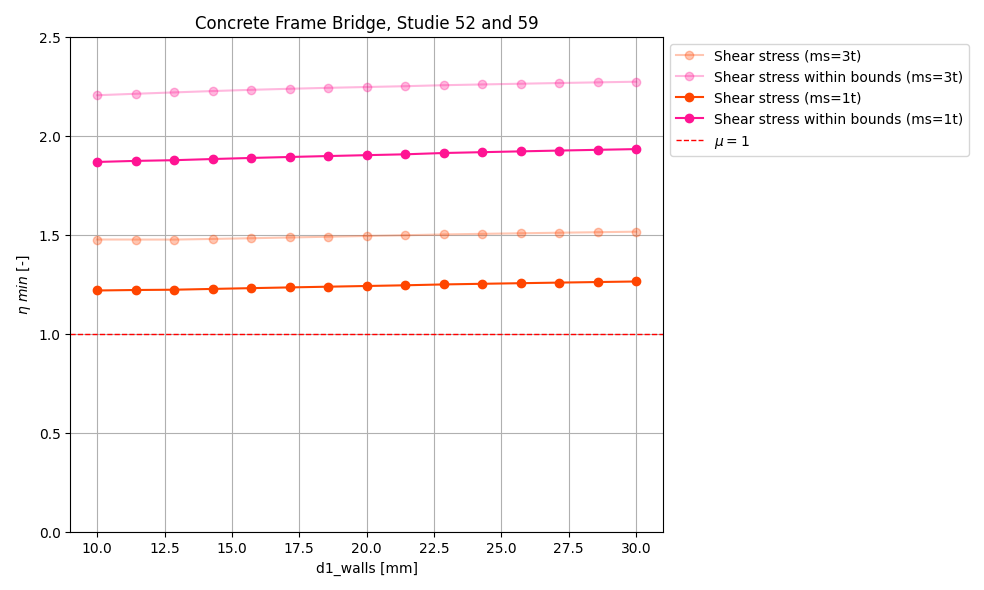 Concrete Frame Bridge, Studie 52 and 59
2.5
2.0
1.5
1.0
0.5
0.0
η min [-]
10.0 12.5 15.0 17.5 20.0 22.5 25.0 27.5 30.0
d1_walls [mm]
Shear stress (ms=3t)
Shear stress within bounds (ms=3t)
Shear stress (ms=1t)
Shear stress within bounds (ms=1t)
μ = 1